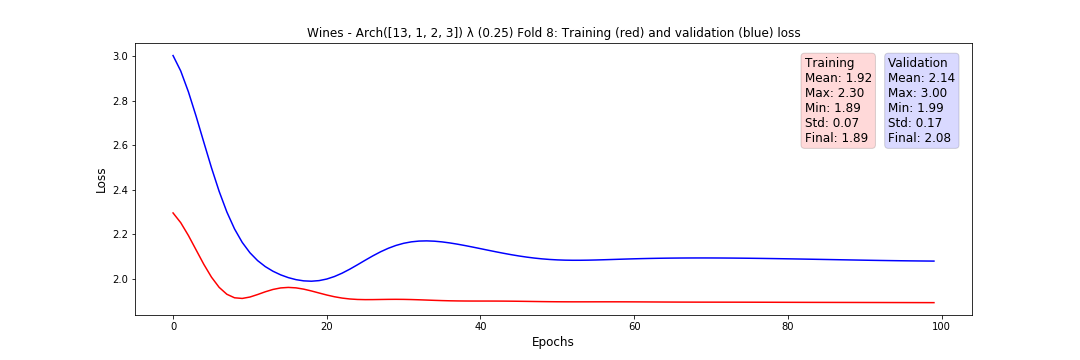 Wines - Arch([13, 1, 2, 3]) λ (0.25) Fold 8: Training (red) and validation (blue) loss
3.0
2.8
2.6
2.4
2.2
2.0
Loss
Training
Mean: 1.92
Max: 2.30
Min: 1.89
Std: 0.07
Final: 1.89
Validation
Mean: 2.14
Max: 3.00
Min: 1.99
Std: 0.17
Final: 2.08
0
20
40
60
80
100
Epochs